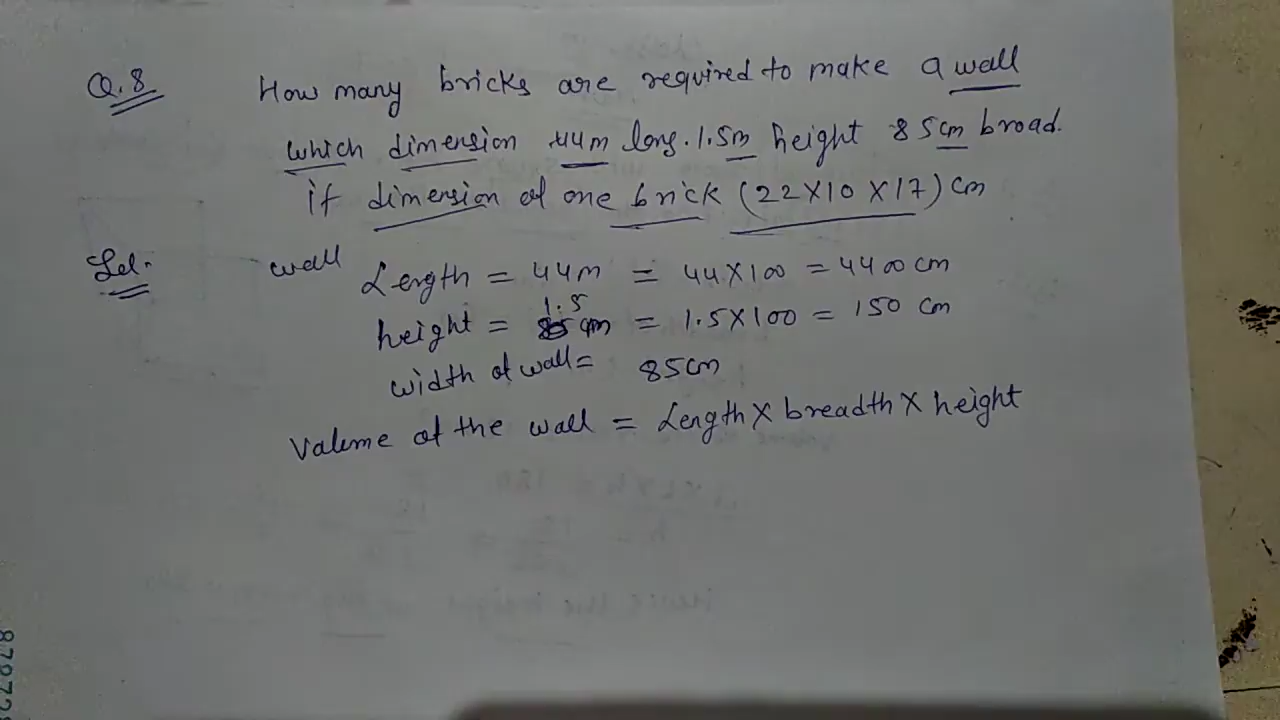 Q.8 How many bricks are required to make a wall
which dimension 44m long. 1.5m height 85cm broad.
if dimension of one brick (22X10X17) cm
Sol. wall Length = 44m = 44X100 = 4400 cm
height = 1.5 m = 1.5X100 = 150 cm
width of wall = 85cm
Valume of the wall = Length X breadth X height